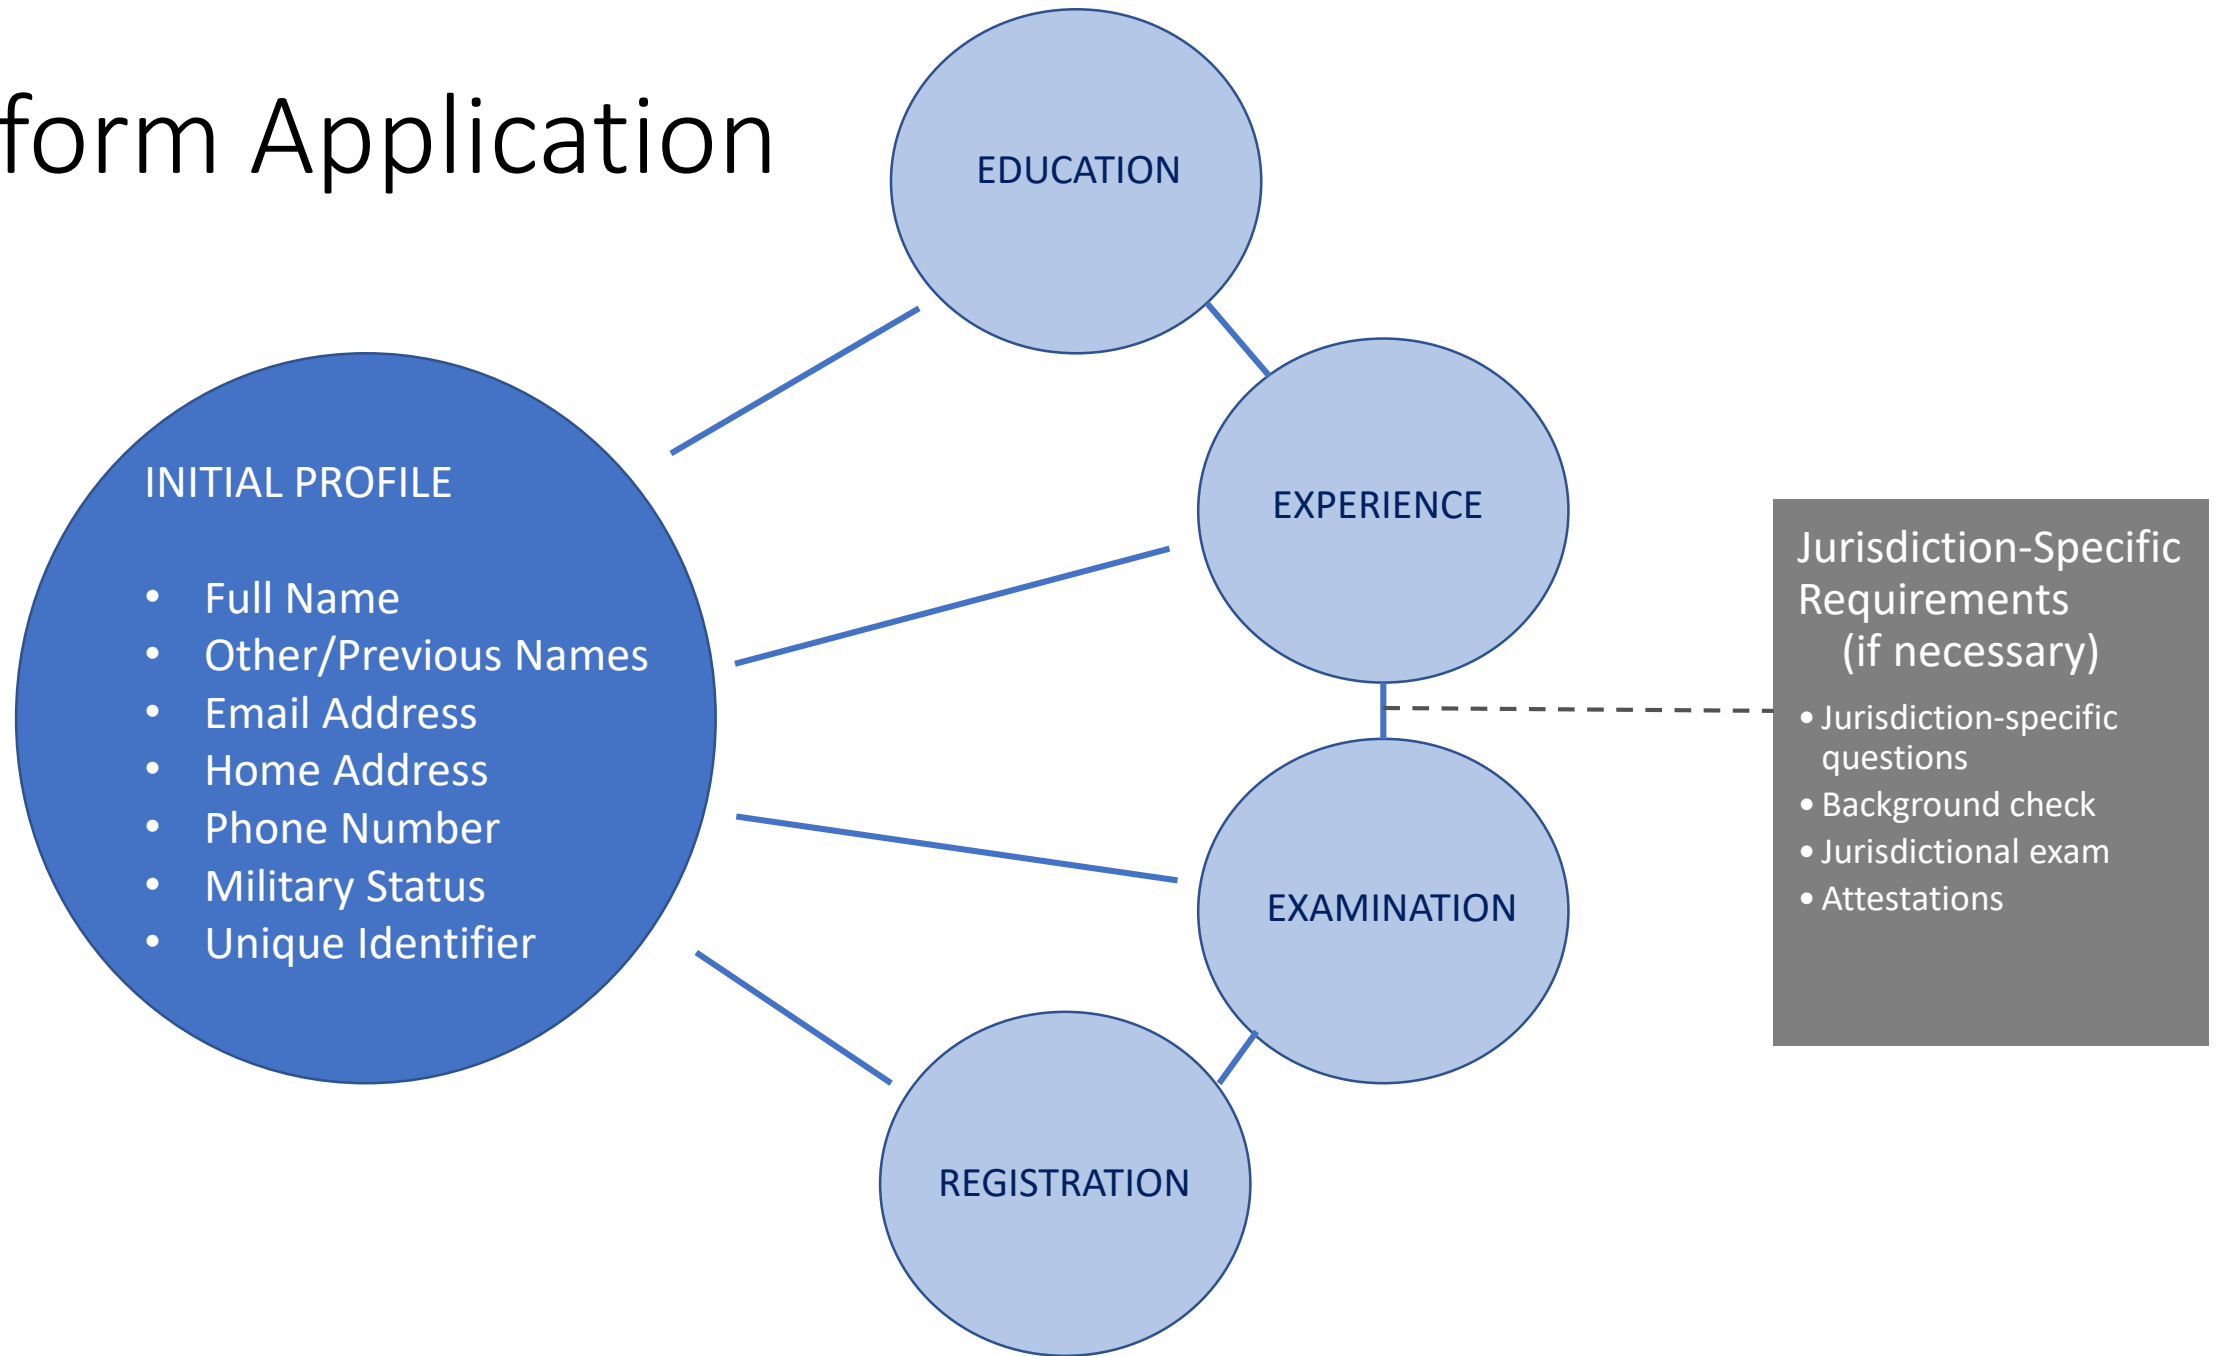 form Application
EDUCATION
EXPERIENCE
INITIAL PROFILE
• Full Name
• Other/Previous Names
• Email Address
• Home Address
• Phone Number
• Military Status
• Unique Identifier
EXAMINATION
REGISTRATION
Jurisdiction-Specific
Requirements
(if necessary)
• Jurisdiction-specific
questions
• Background check
• Jurisdictional exam
• Attestations